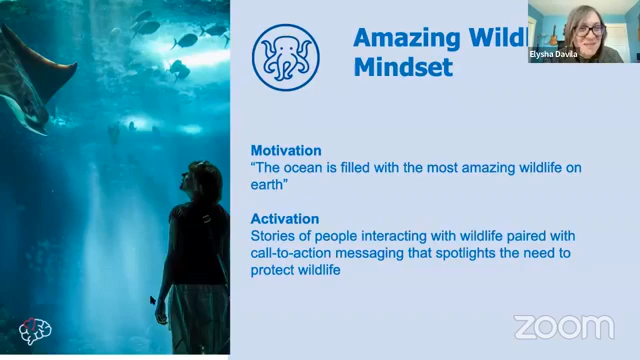 Amazing Wildl
Mindset
Elysha Davila
Motivation
“The ocean is filled with the most amazing wildlife on
earth”
Activation
Stories of people interacting with wildlife paired with
call-to-action messaging that spotlights the need to
protect wildlife
zoom